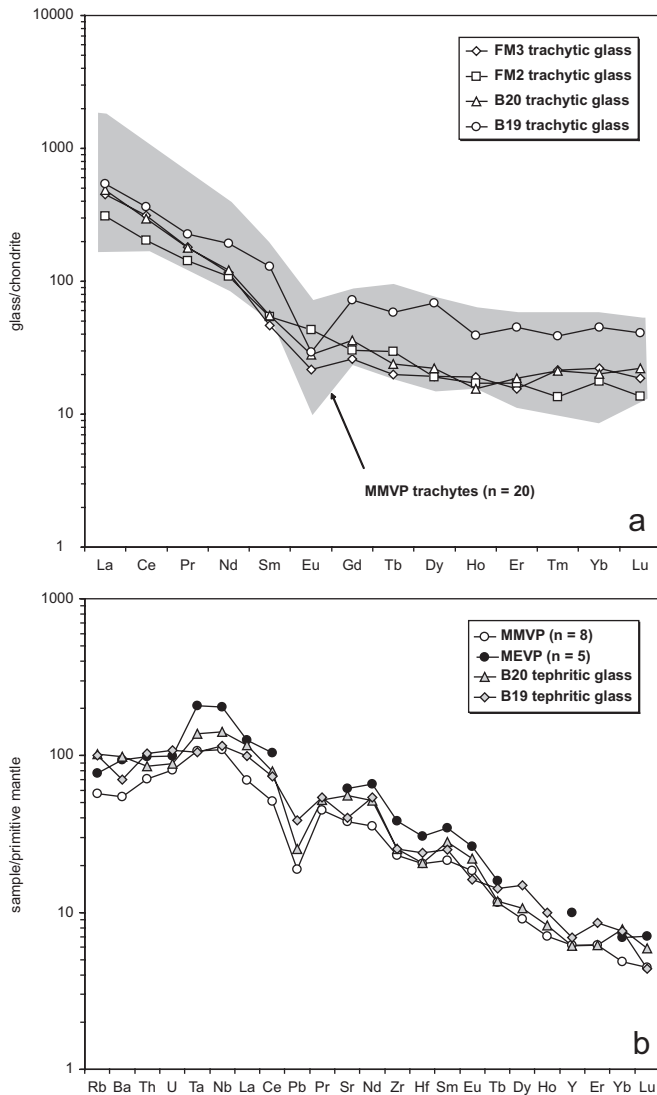 10000
1000
100
10
1
glass/chondrite
FM3 trachytic glass
FM2 trachytic glass
B20 trachytic glass
B19 trachytic glass
MMVP trachytes (n = 20)
a
La Ce Pr Nd Sm Eu Gd Tb Dy Ho Er Tm Yb Lu
1000
100
10
1
sample/primitive mantle
MMVP (n = 8)
MEVP (n = 5)
B20 tephritic glass
B19 tephritic glass
b
Rb Ba Th U Ta Nb La Ce Pb Pr Sr Nd Zr Hf Sm Eu Tb Dy Ho Y Er Yb Lu